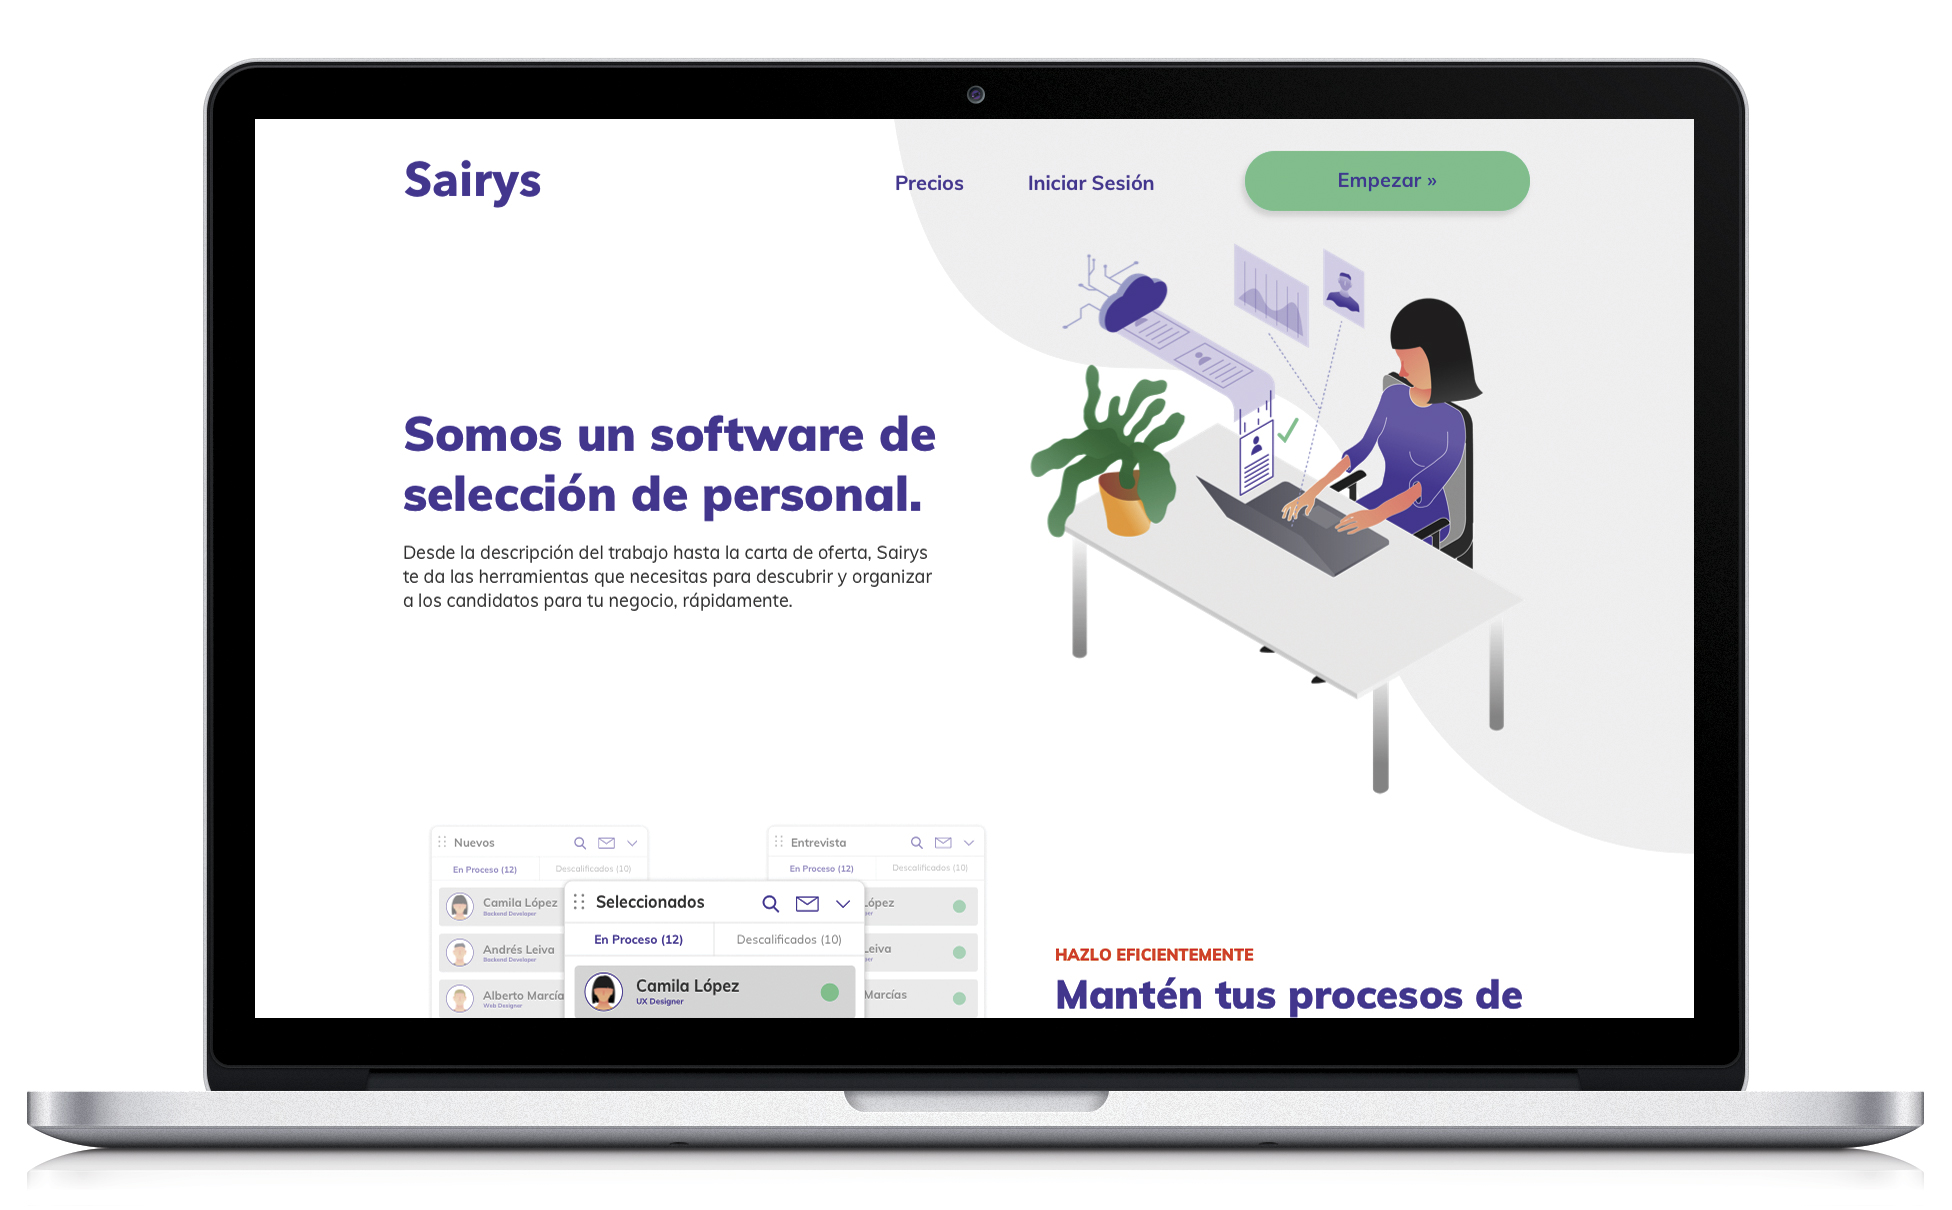 Sairys
Precios
Iniciar Sesión
Empezar »
Somos un software de
selección de personal.
Desde la descripción del trabajo hasta la carta de oferta, Sairys
te da las herramientas que necesitas para descubrir y organizar
a los candidatos para tu negocio, rápidamente.
Nuevos
En Proceso (12)
Descalificados (10)
Camila López
Backend Developer
Andrés Leiva
Backend Developer
Alberto Marcía
Web Designer
Seleccionados
En Proceso (12)
Descalificados (10)
Camila López
UX Designer
Entrevista
En Proceso (12)
Descalificados (10)
López
Leiva
Marcías
HAZLO EFICIENTEMENTE
Mantén tus procesos de